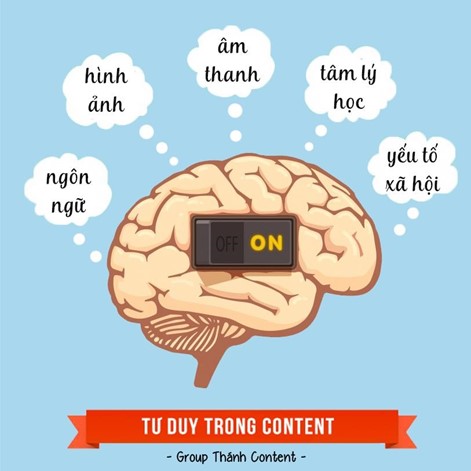 âm
thanh
hình
ảnh
tâm lý
học
yếu tố
xã hội
ngôn
ngữ
OFF ON
TƯ DUY TRONG CONTENT
- Group Thánh Content -